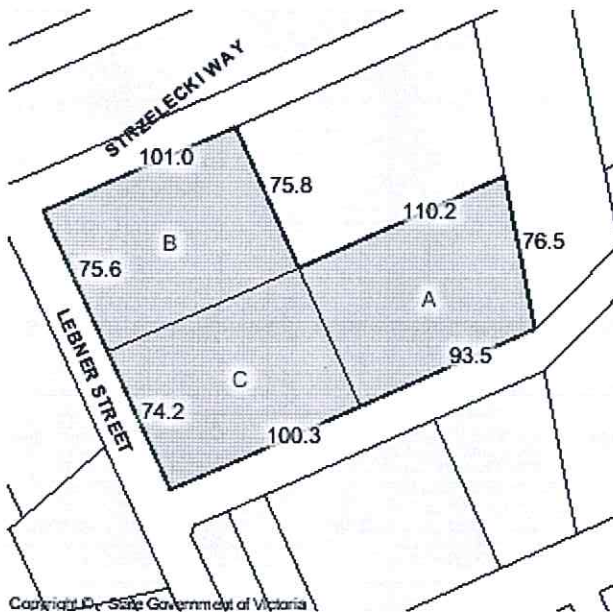 STRZELECKI WAY
101.0
75.8
110.2
76.5
B
75.6
A
LEBNER STREET
C
93.5
74.2
100.3
Copyright © - State Government of Victoria